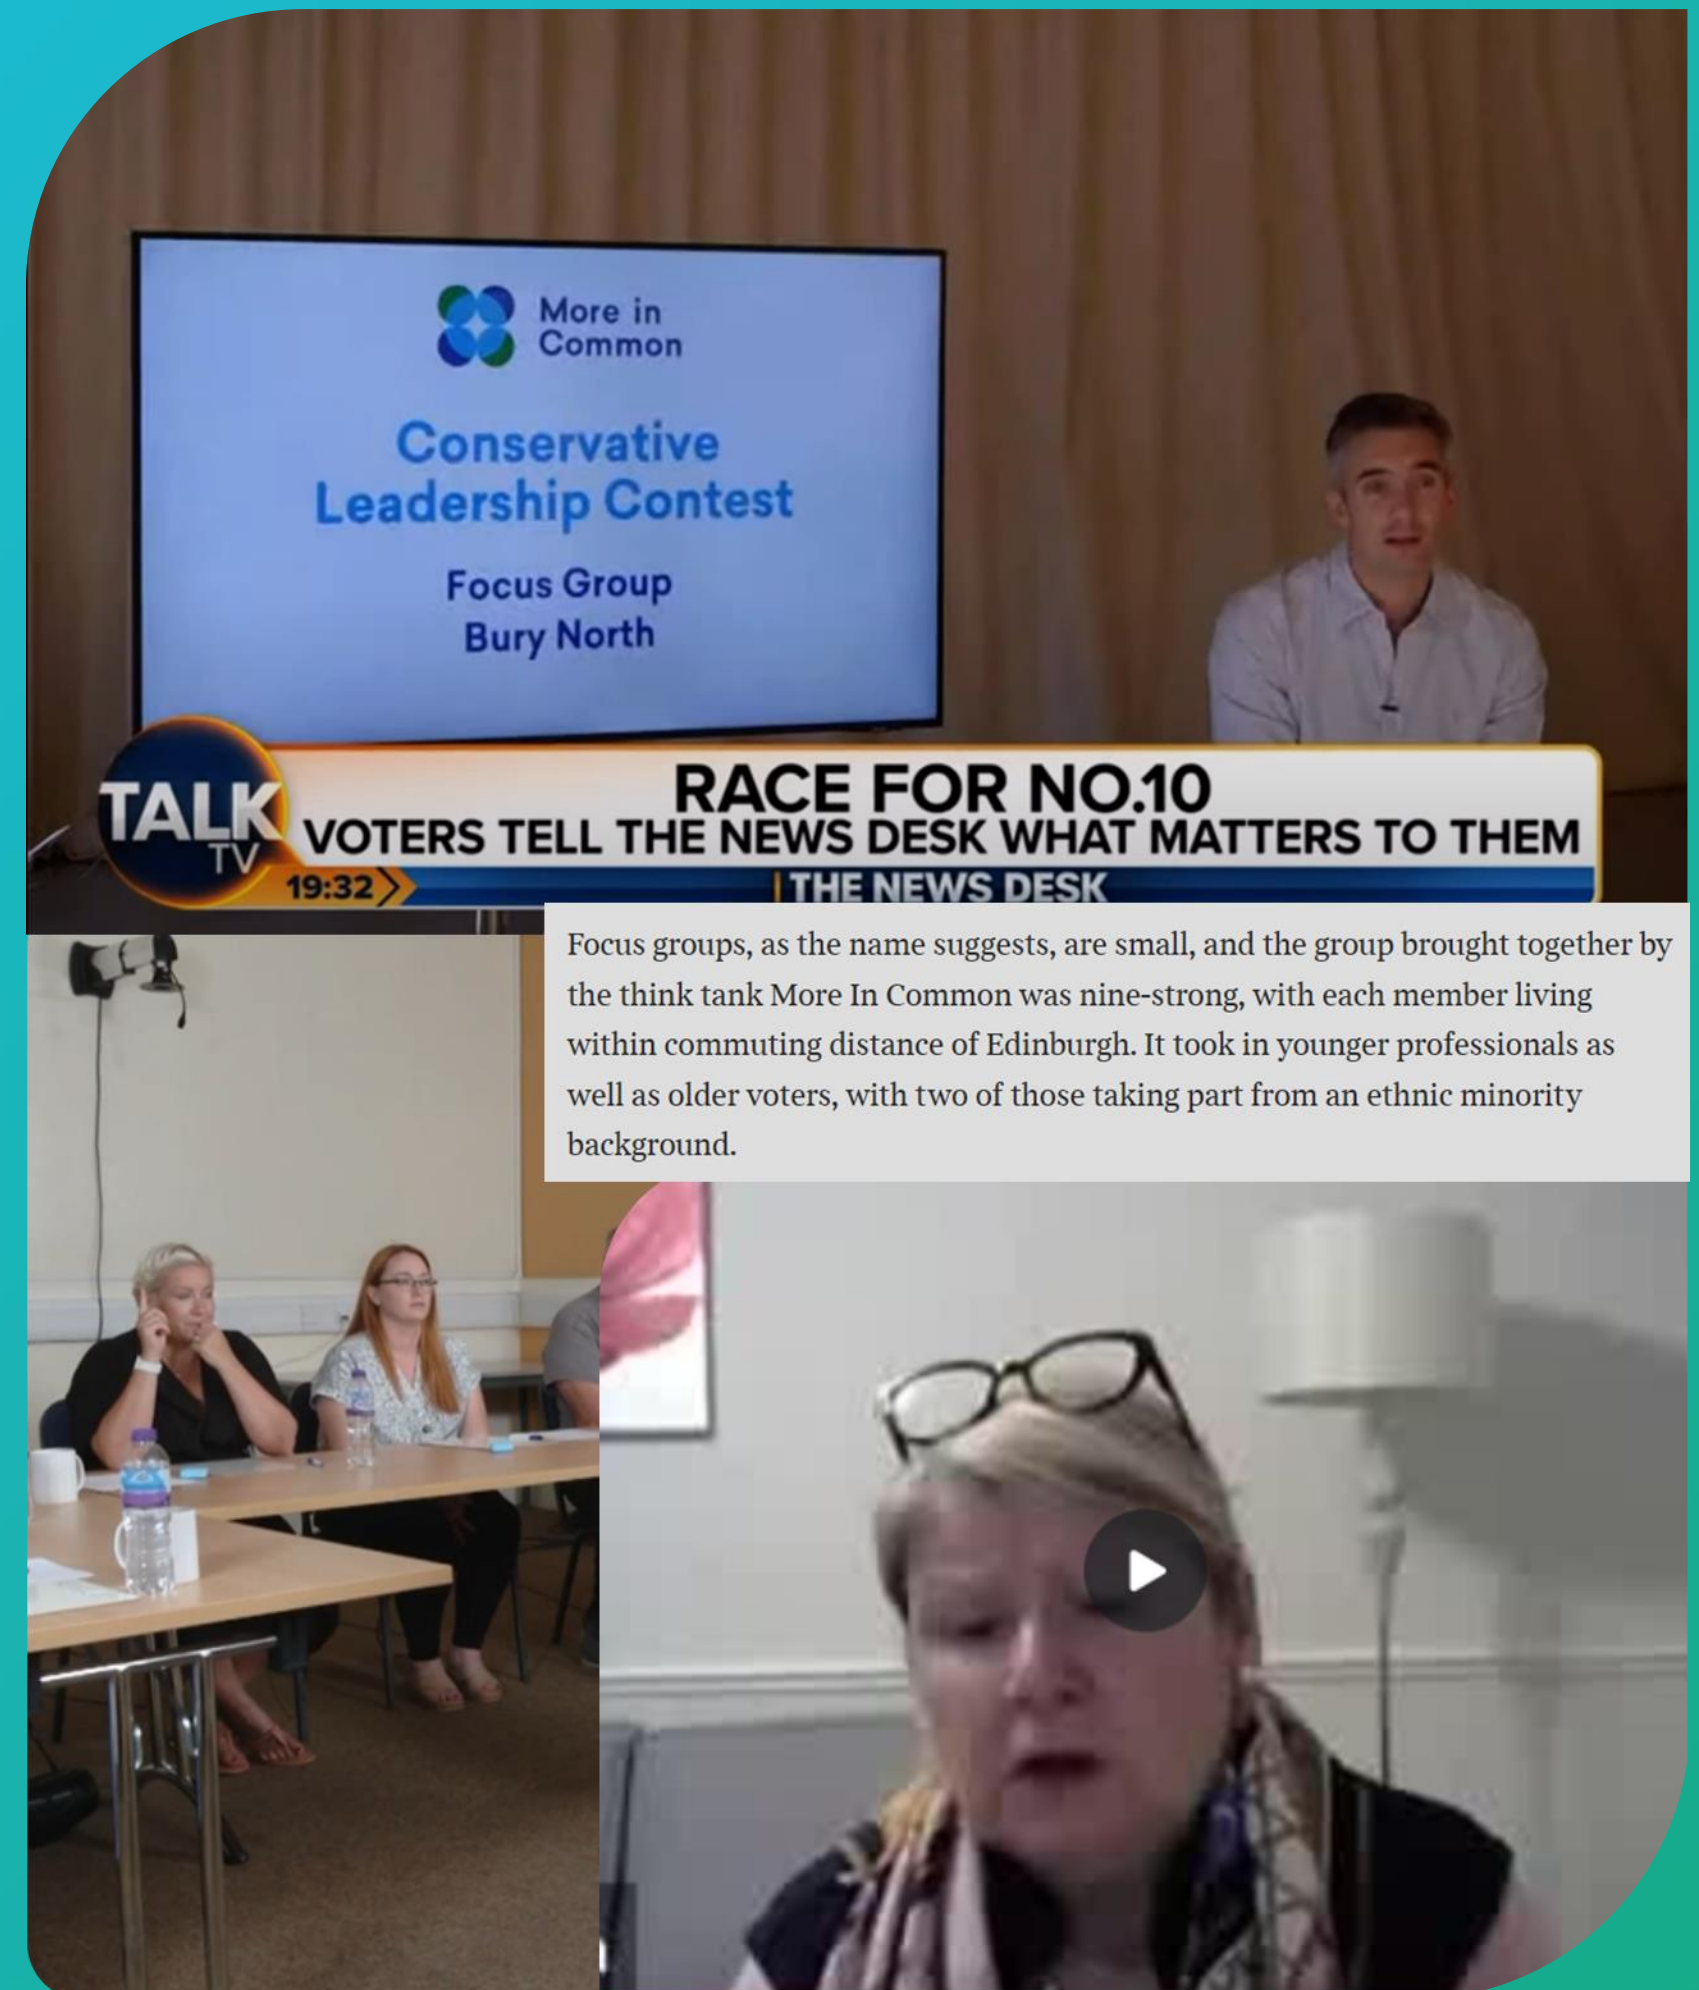 More in
Common
Conservative
Leadership Contest
Focus Group
Bury North
TALK
TV
RACE FOR NO.10
VOTERS TELL THE NEWS DESK WHAT MATTERS TO THEM
19:32
THE NEWS DESK
Focus groups, as the name suggests, are small, and the group brought together by
the think tank More In Common was nine-strong, with each member living
within commuting distance of Edinburgh. It took in younger professionals as
well as older voters, with two of those taking part from an ethnic minority
background.